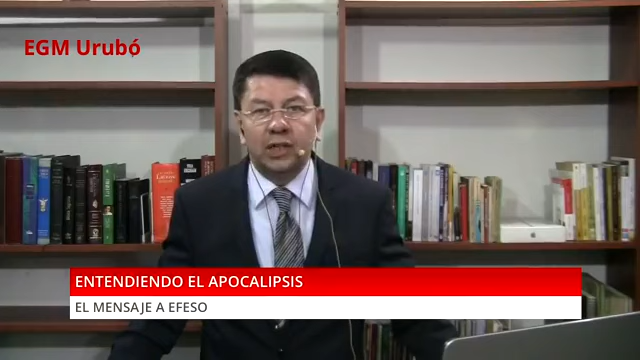 EGM Urubó
ENTENDIENDO EL APOCALIPSIS
EL MENSAJE A EFESO